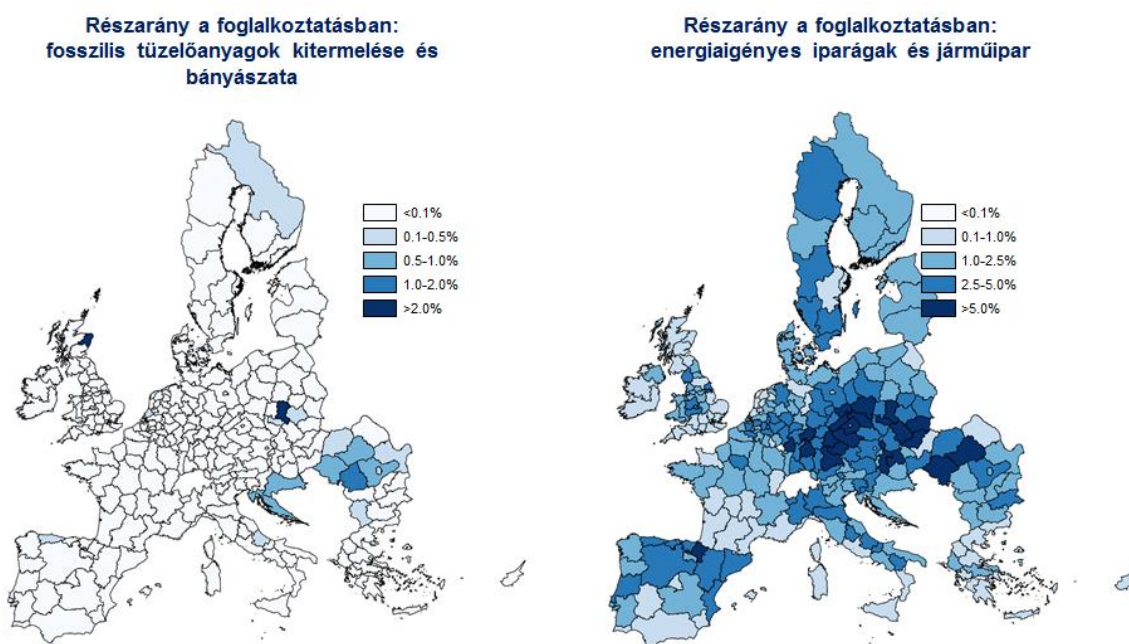 Részarány a foglalkoztatásban:
fosszilis tüzelőanyagok kitermelése és
bányászata
<0.1%
0.1-0.5%
0.5-1.0%
1.0-2.0%
>2.0%
Részarány a foglalkoztatásban:
energiaigényes iparágak és járműipar
<0.1%
0.1-1.0%
1.0-2.5%
2.5-5.0%
>5.0%